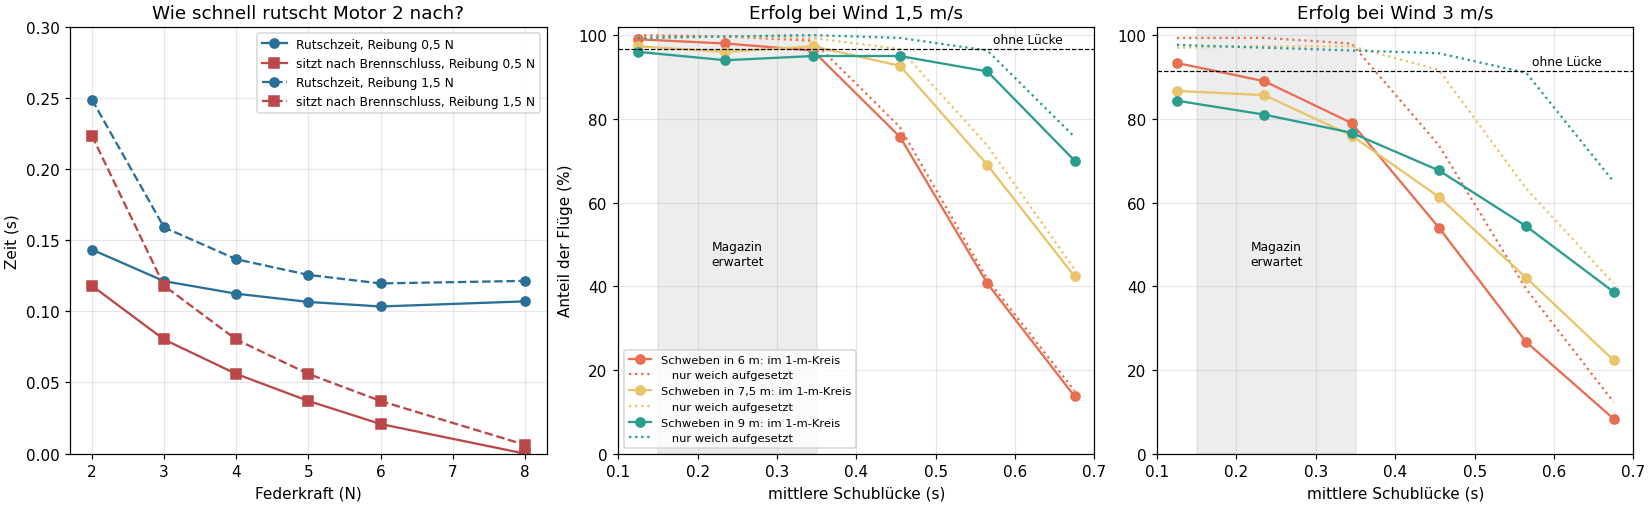 Wie schnell rutscht Motor 2 nach?
0.30
0.25
0.20
0.15
0.10
0.05
0.00
Zeit (s)
2
3
4
5
6
7
8
Federkraft (N)
Rutschzeit, Reibung 0,5 N
sitzt nach Brennschluss, Reibung 0,5 N
Rutschzeit, Reibung 1,5 N
sitzt nach Brennschluss, Reibung 1,5 N
Erfolg bei Wind 1,5 m/s
100
80
60
40
20
0
Anteil der Flüge (%)
0.1
0.2
0.3
0.4
0.5
0.6
0.7
mittlere Schublücke (s)
ohne Lücke
Magazin
erwartet
Schweben in 6 m: im 1-m-Kreis
nur weich aufgesetzt
Schweben in 7,5 m: im 1-m-Kreis
nur weich aufgesetzt
Schweben in 9 m: im 1-m-Kreis
nur weich aufgesetzt
Erfolg bei Wind 3 m/s
100
80
60
40
20
0
0.1
0.2
0.3
0.4
0.5
0.6
0.7
mittlere Schublücke (s)
ohne Lücke
Magazin
erwartet